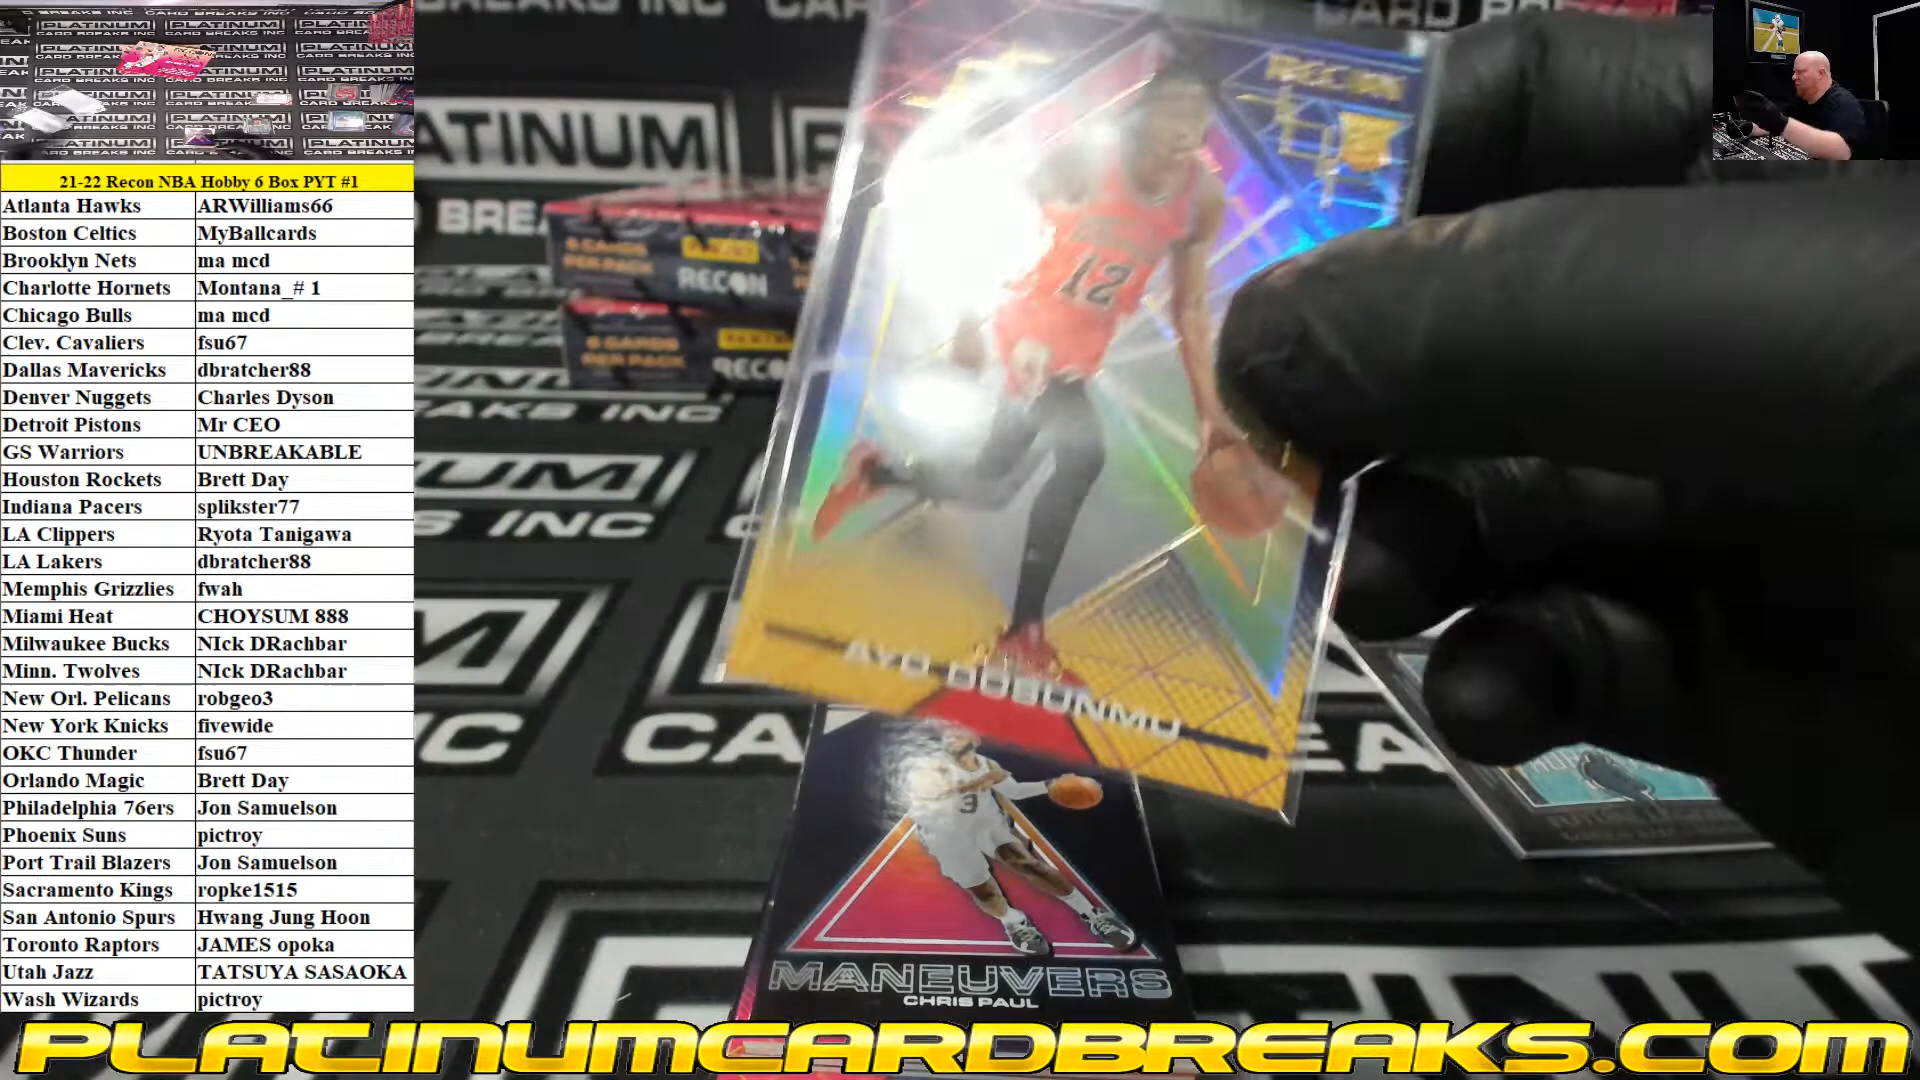 21-22 Recon NBA Hobby 6 Box PYT #1
Atlanta Hawks ARWilliams66
Boston Celtics MyBallcards
Brooklyn Nets ma mcd
Charlotte Hornets Montana_# 1
Chicago Bulls ma mcd
Clev. Cavaliers fsu67
Dallas Mavericks dbratcher88
Denver Nuggets Charles Dyson
Detroit Pistons Mr CEO
GS Warriors UNBREAKABLE
Houston Rockets Brett Day
Indiana Pacers splikster77
LA Clippers Ryota Tanigawa
LA Lakers dbratcher88
Memphis Grizzlies fwah
Miami Heat CHOYSUM 888
Milwaukee Bucks NIck DRachbar
Minn. Twolves NIck DRachbar
New Orl. Pelicans robgeo3
New York Knicks fivewide
OKC Thunder fsu67
Orlando Magic Brett Day
Philadelphia 76ers Jon Samuelson
Phoenix Suns pictroy
Port Trail Blazers Jon Samuelson
Sacramento Kings ropke1515
San Antonio Spurs Hwang Jung Hoon
Toronto Raptors JAMES opoka
Utah Jazz TATSUYA SASAOKA
Wash Wizards pictroy
RECON
12
AYO DOSUNMU
PANINI
RECON
PER PACK
3
MANEUVERS
CHRIS PAUL
PLATINUMCARDBREAKS.COM